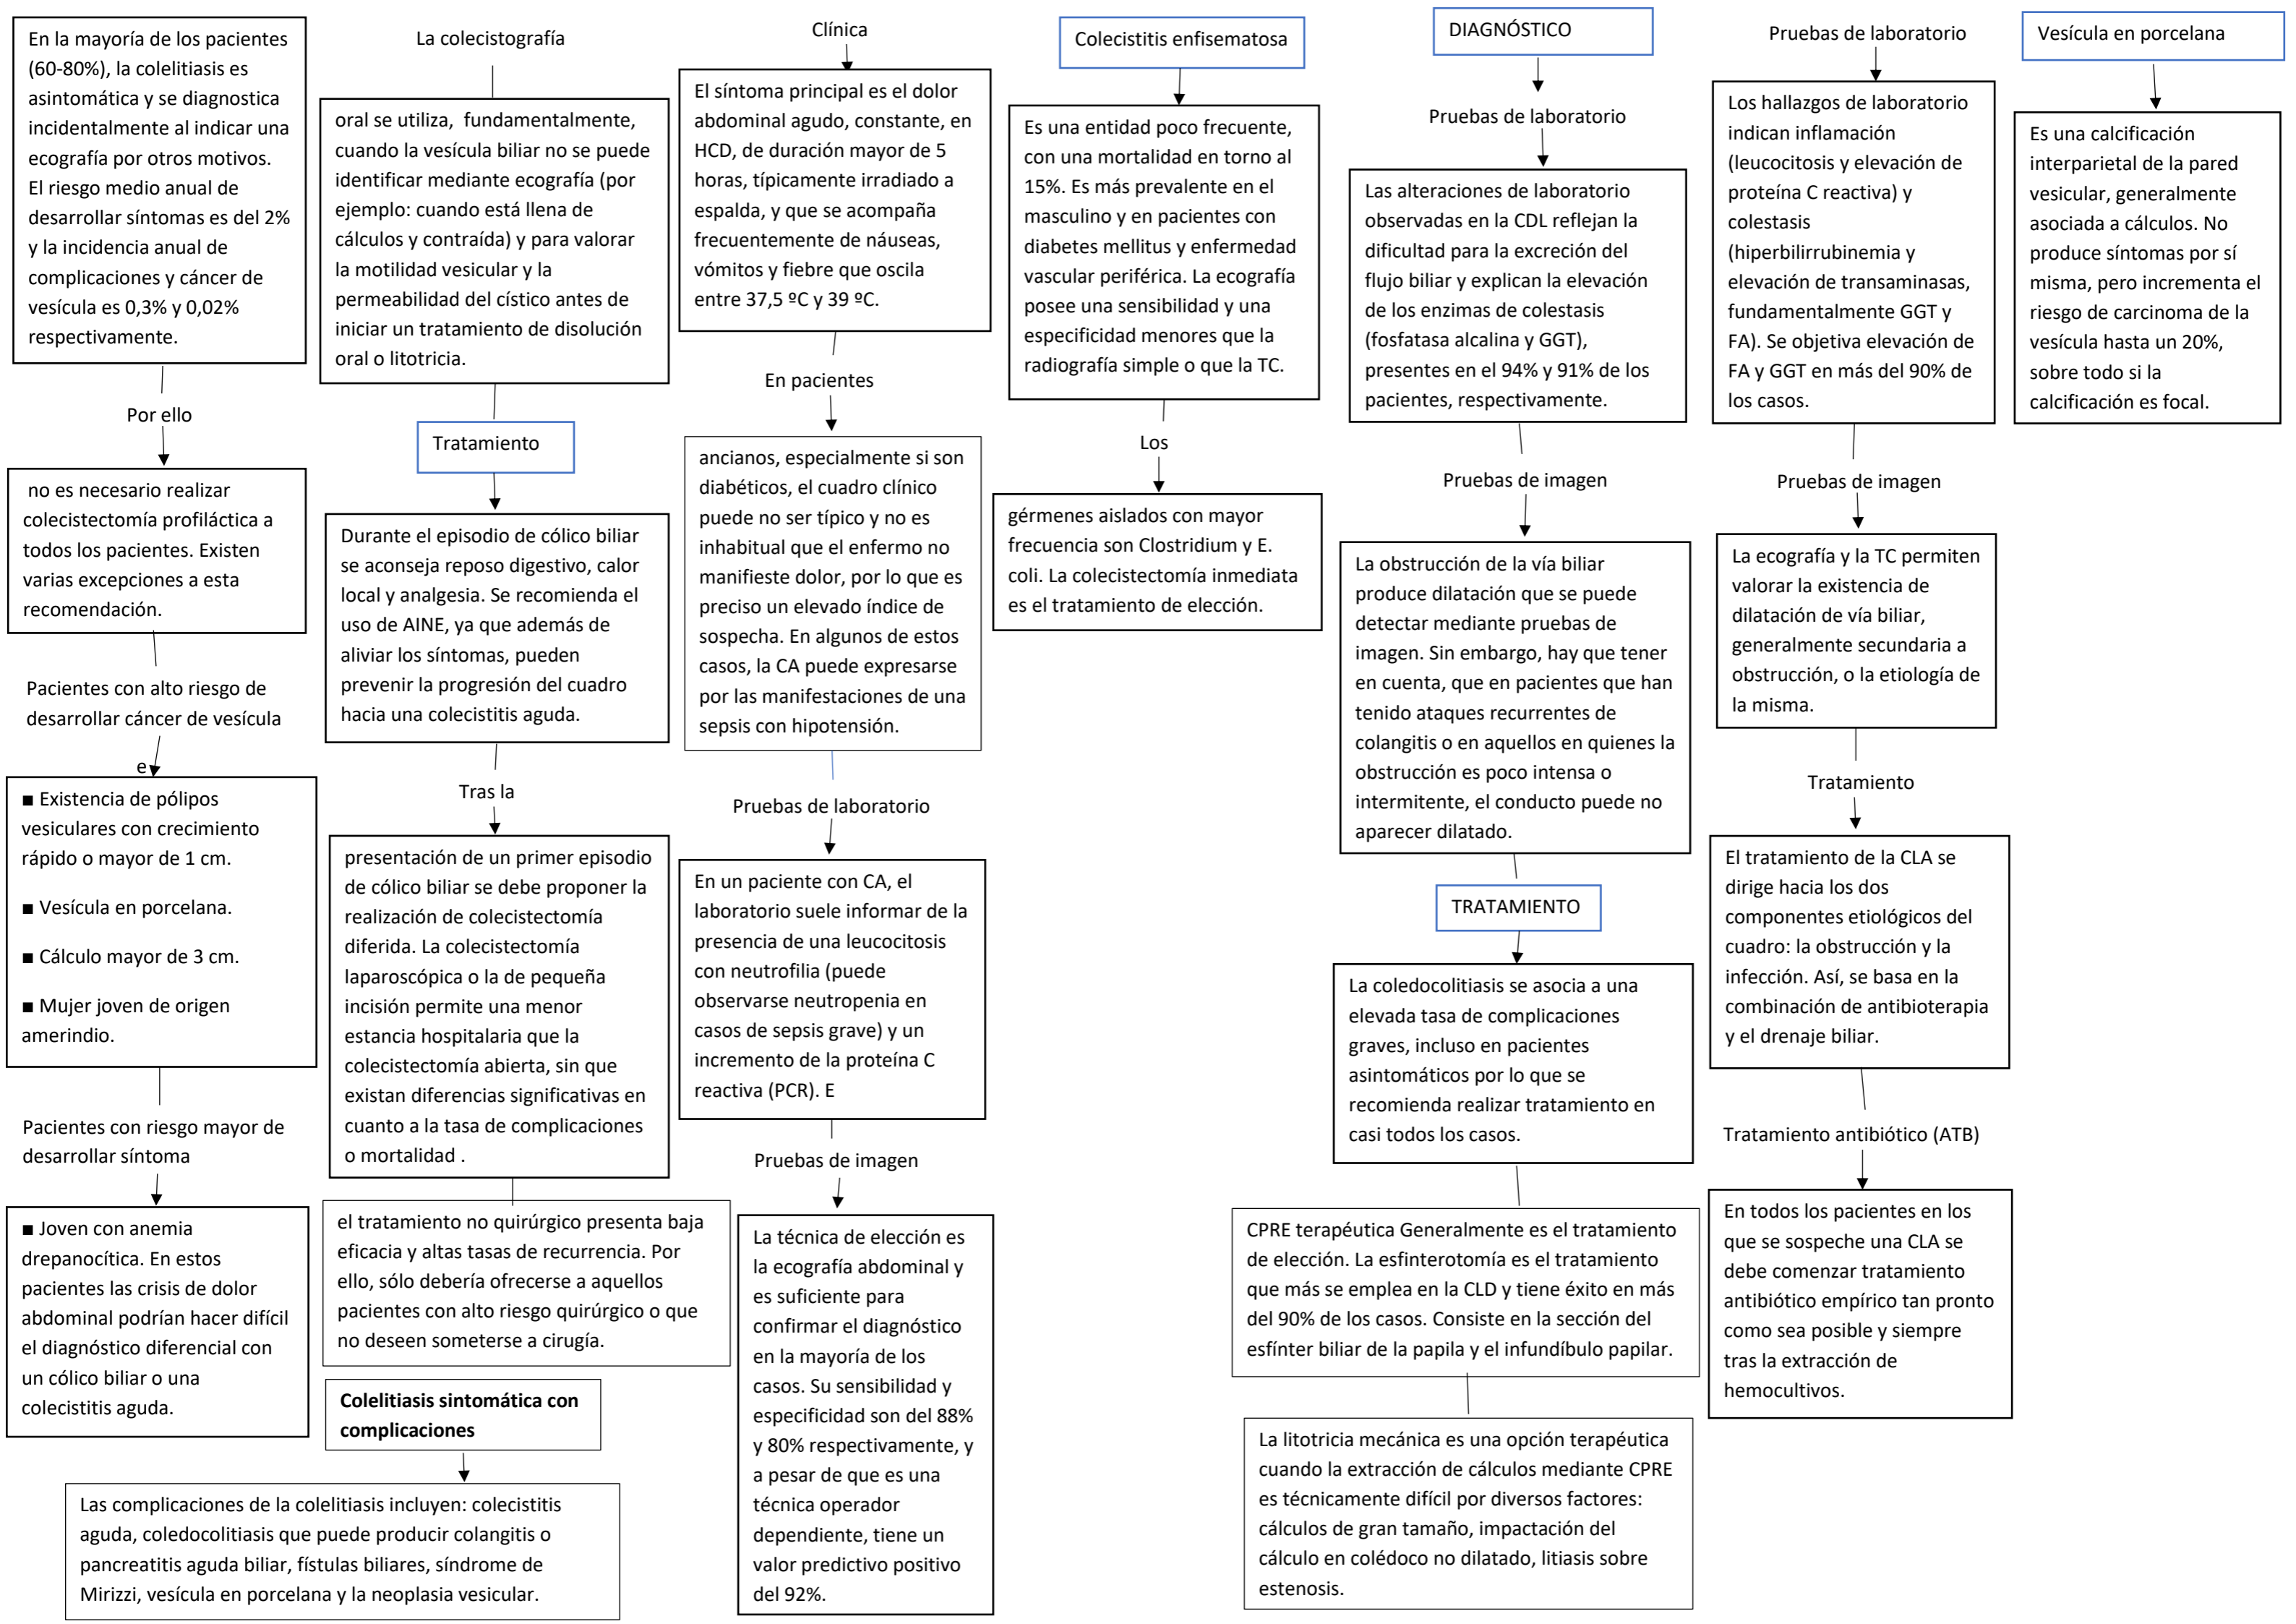 En la mayoría de los pacientes
(60-80%), la colelitiasis es
asintomática y se diagnostica
incidentalmente al indicar una
ecografía por otros motivos.
El riesgo medio anual de
desarrollar síntomas es del 2%
y la incidencia anual de
complicaciones y cáncer de
vesícula es 0,3% y 0,02%
respectivamente.
Por ello
no es necesario realizar
colecistectomía profiláctica a
todos los pacientes. Existen
varias excepciones a esta
recomendación.
Pacientes con alto riesgo de
desarrollar cáncer de vesícula
e
■ Existencia de pólipos
vesiculares con crecimiento
rápido o mayor de 1 cm.
■ Vesícula en porcelana.
■ Cálculo mayor de 3 cm.
■ Mujer joven de origen
amerindio.
Pacientes con riesgo mayor de
desarrollar síntoma
■ Joven con anemia
drepanocítica. En estos
pacientes las crisis de dolor
abdominal podrían hacer difícil
el diagnóstico diferencial con
un cólico biliar o una
colecistitis aguda.
La colecistografía
oral se utiliza, fundamentalmente,
cuando la vesícula biliar no se puede
identificar mediante ecografía (por
ejemplo: cuando está llena de
cálculos y contraída) y para valorar
la motilidad vesicular y la
permeabilidad del cístico antes de
iniciar un tratamiento de disolución
oral o litotricia.
Tratamiento
Durante el episodio de cólico biliar
se aconseja reposo digestivo, calor
local y analgesia. Se recomienda el
uso de AINE, ya que además de
aliviar los síntomas, pueden
prevenir la progresión del cuadro
hacia una colecistitis aguda.
Tras la
presentación de un primer episodio
de cólico biliar se debe proponer la
realización de colecistectomía
diferida. La colecistectomía
laparoscópica o la de pequeña
incisión permite una menor
estancia hospitalaria que la
colecistectomía abierta, sin que
existan diferencias significativas en
cuanto a la tasa de complicaciones
o mortalidad .
el tratamiento no quirúrgico presenta baja
eficacia y altas tasas de recurrencia. Por
ello, sólo debería ofrecerse a aquellos
pacientes con alto riesgo quirúrgico o que
no deseen someterse a cirugía.
Colelitiasis sintomática con
complicaciones
Las complicaciones de la colelitiasis incluyen: colecistitis
aguda, coledocolitiasis que puede producir colangitis o
pancreatitis aguda biliar, fístulas biliares, síndrome de
Mirizzi, vesícula en porcelana y la neoplasia vesicular.
Clínica
El síntoma principal es el dolor
abdominal agudo, constante, en
HCD, de duración mayor de 5
horas, típicamente irradiado a
espalda, y que se acompaña
frecuentemente de náuseas,
vómitos y fiebre que oscila
entre 37,5 ºC y 39 ºC.
En pacientes
ancianos, especialmente si son
diabéticos, el cuadro clínico
puede no ser típico y no es
inhabitual que el enfermo no
manifieste dolor, por lo que es
preciso un elevado índice de
sospecha. En algunos de estos
casos, la CA puede expresarse
por las manifestaciones de una
sepsis con hipotensión.
Pruebas de laboratorio
En un paciente con CA, el
laboratorio suele informar de la
presencia de una leucocitosis
con neutrofilia (puede
observarse neutropenia en
casos de sepsis grave) y un
incremento de la proteína C
reactiva (PCR). E
Pruebas de imagen
La técnica de elección es
la ecografía abdominal y
es suficiente para
confirmar el diagnóstico
en la mayoría de los
casos. Su sensibilidad y
especificidad son del 88%
y 80% respectivamente, y
a pesar de que es una
técnica operador
dependiente, tiene un
valor predictivo positivo
del 92%.
Colecistitis enfisematosa
Es una entidad poco frecuente,
con una mortalidad en torno al
15%. Es más prevalente en el
masculino y en pacientes con
diabetes mellitus y enfermedad
vascular periférica. La ecografía
posee una sensibilidad y una
especificidad menores que la
radiografía simple o que la TC.
Los
gérmenes aislados con mayor
frecuencia son Clostridium y E.
coli. La colecistectomía inmediata
es el tratamiento de elección.
DIAGNÓSTICO
Pruebas de laboratorio
Las alteraciones de laboratorio
observadas en la CDL reflejan la
dificultad para la excreción del
flujo biliar y explican la elevación
de los enzimas de colestasis
(fosfatasa alcalina y GGT),
presentes en el 94% y 91% de los
pacientes, respectivamente.
Pruebas de imagen
La obstrucción de la vía biliar
produce dilatación que se puede
detectar mediante pruebas de
imagen. Sin embargo, hay que tener
en cuenta, que en pacientes que han
tenido ataques recurrentes de
colangitis o en aquellos en quienes la
obstrucción es poco intensa o
intermitente, el conducto puede no
aparecer dilatado.
TRATAMIENTO
La coledocolitiasis se asocia a una
elevada tasa de complicaciones
graves, incluso en pacientes
asintomáticos por lo que se
recomienda realizar tratamiento en
casi todos los casos.
CPRE terapéutica Generalmente es el tratamiento
de elección. La esfinterotomía es el tratamiento
que más se emplea en la CLD y tiene éxito en más
del 90% de los casos. Consiste en la sección del
esfínter biliar de la papila y el infundíbulo papilar.
La litotricia mecánica es una opción terapéutica
cuando la extracción de cálculos mediante CPRE
es técnicamente difícil por diversos factores:
cálculos de gran tamaño, impactación del
cálculo en colédoco no dilatado, litiasis sobre
estenosis.
Pruebas de laboratorio
Los hallazgos de laboratorio
indican inflamación
(leucocitosis y elevación de
proteína C reactiva) y
colestasis
(hiperbilirrubinemia y
elevación de transaminasas,
fundamentalmente GGT y
FA). Se objetiva elevación de
FA y GGT en más del 90% de
los casos.
Pruebas de imagen
La ecografía y la TC permiten
valorar la existencia de
dilatación de vía biliar,
generalmente secundaria a
obstrucción, o la etiología de
la misma.
Tratamiento
El tratamiento de la CLA se
dirige hacia los dos
componentes etiológicos del
cuadro: la obstrucción y la
infección. Así, se basa en la
combinación de antibioterapia
y el drenaje biliar.
Tratamiento antibiótico (ATB)
En todos los pacientes en los
que se sospeche una CLA se
debe comenzar tratamiento
antibiótico empírico tan pronto
como sea posible y siempre
tras la extracción de
hemocultivos.
Vesícula en porcelana
Es una calcificación
interparietal de la pared
vesicular, generalmente
asociada a cálculos. No
produce síntomas por sí
misma, pero incrementa el
riesgo de carcinoma de la
vesícula hasta un 20%,
sobre todo si la
calcificación es focal.